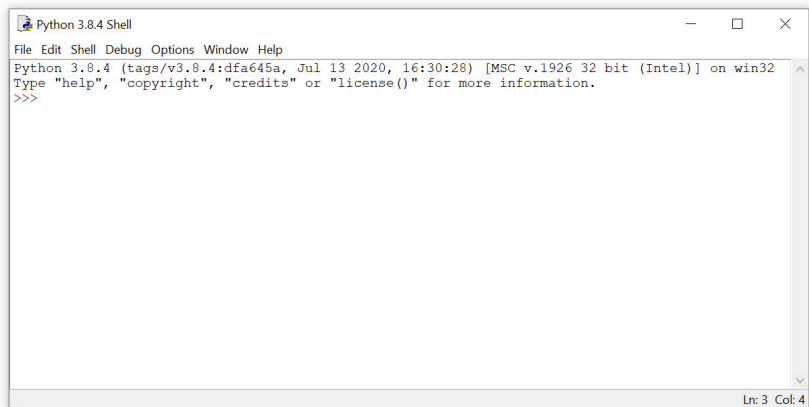 Python 3.8.4 Shell
File Edit Shell Debug Options Window Help
Python 3.8.4 (tags/v3.8.4:dfa645a, Jul 13 2020, 16:30:28) [MSC v.1926 32 bit (Intel)] on win32
Type "help", "copyright", "credits" or "license()" for more information.
>>>
Ln: 3 Col: 4